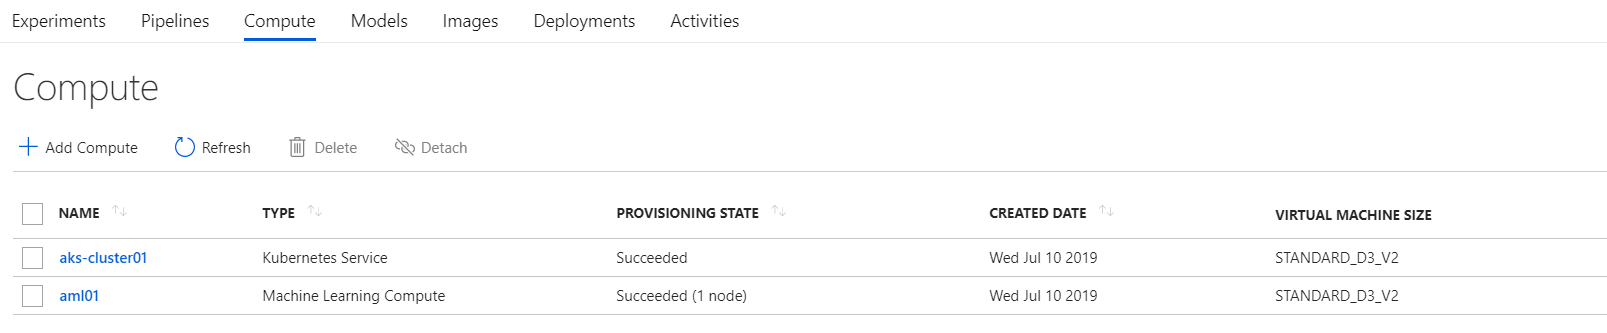 Experiments Pipelines Compute Models Images Deployments Activities
Compute
Add Compute Refresh Delete Detach
NAME TYPE PROVISIONING STATE CREATED DATE VIRTUAL MACHINE SIZE
aks-cluster01 Kubernetes Service Succeeded Wed Jul 10 2019 STANDARD_D3_V2
aml01 Machine Learning Compute Succeeded (1 node) Wed Jul 10 2019 STANDARD_D3_V2